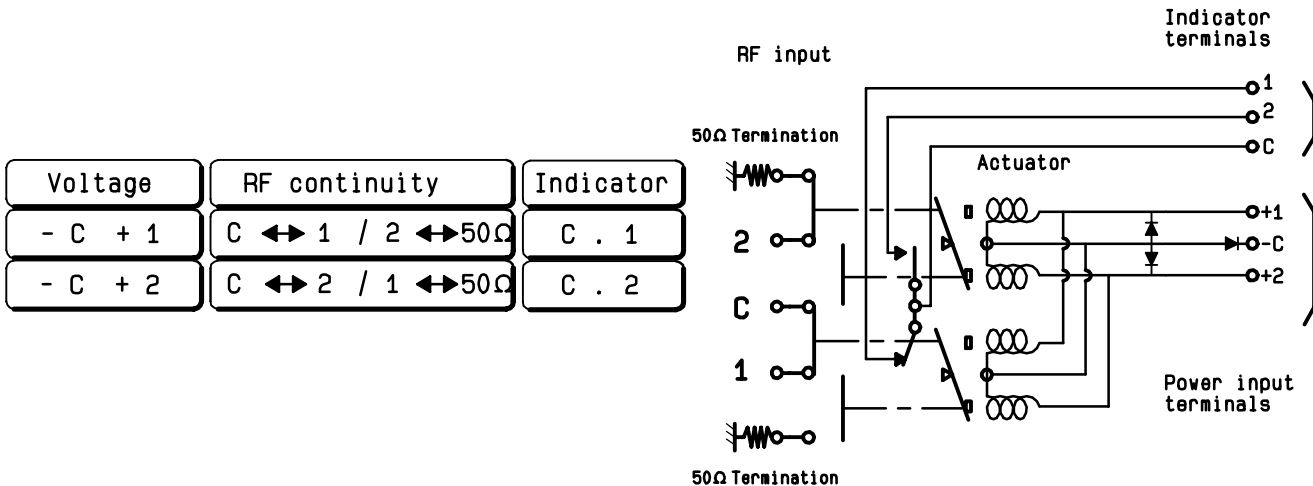 Voltage RF continuity Indicator
- C + 1 C ↔ 1 / 2 ↔ 50Ω C . 1
- C + 2 C ↔ 2 / 1 ↔ 50Ω C . 2
RF input
Indicator
terminals
1
2
C
50Ω Termination
Actuator
2
C
1
+1
-C
+2
Power input
terminals
50Ω Termination